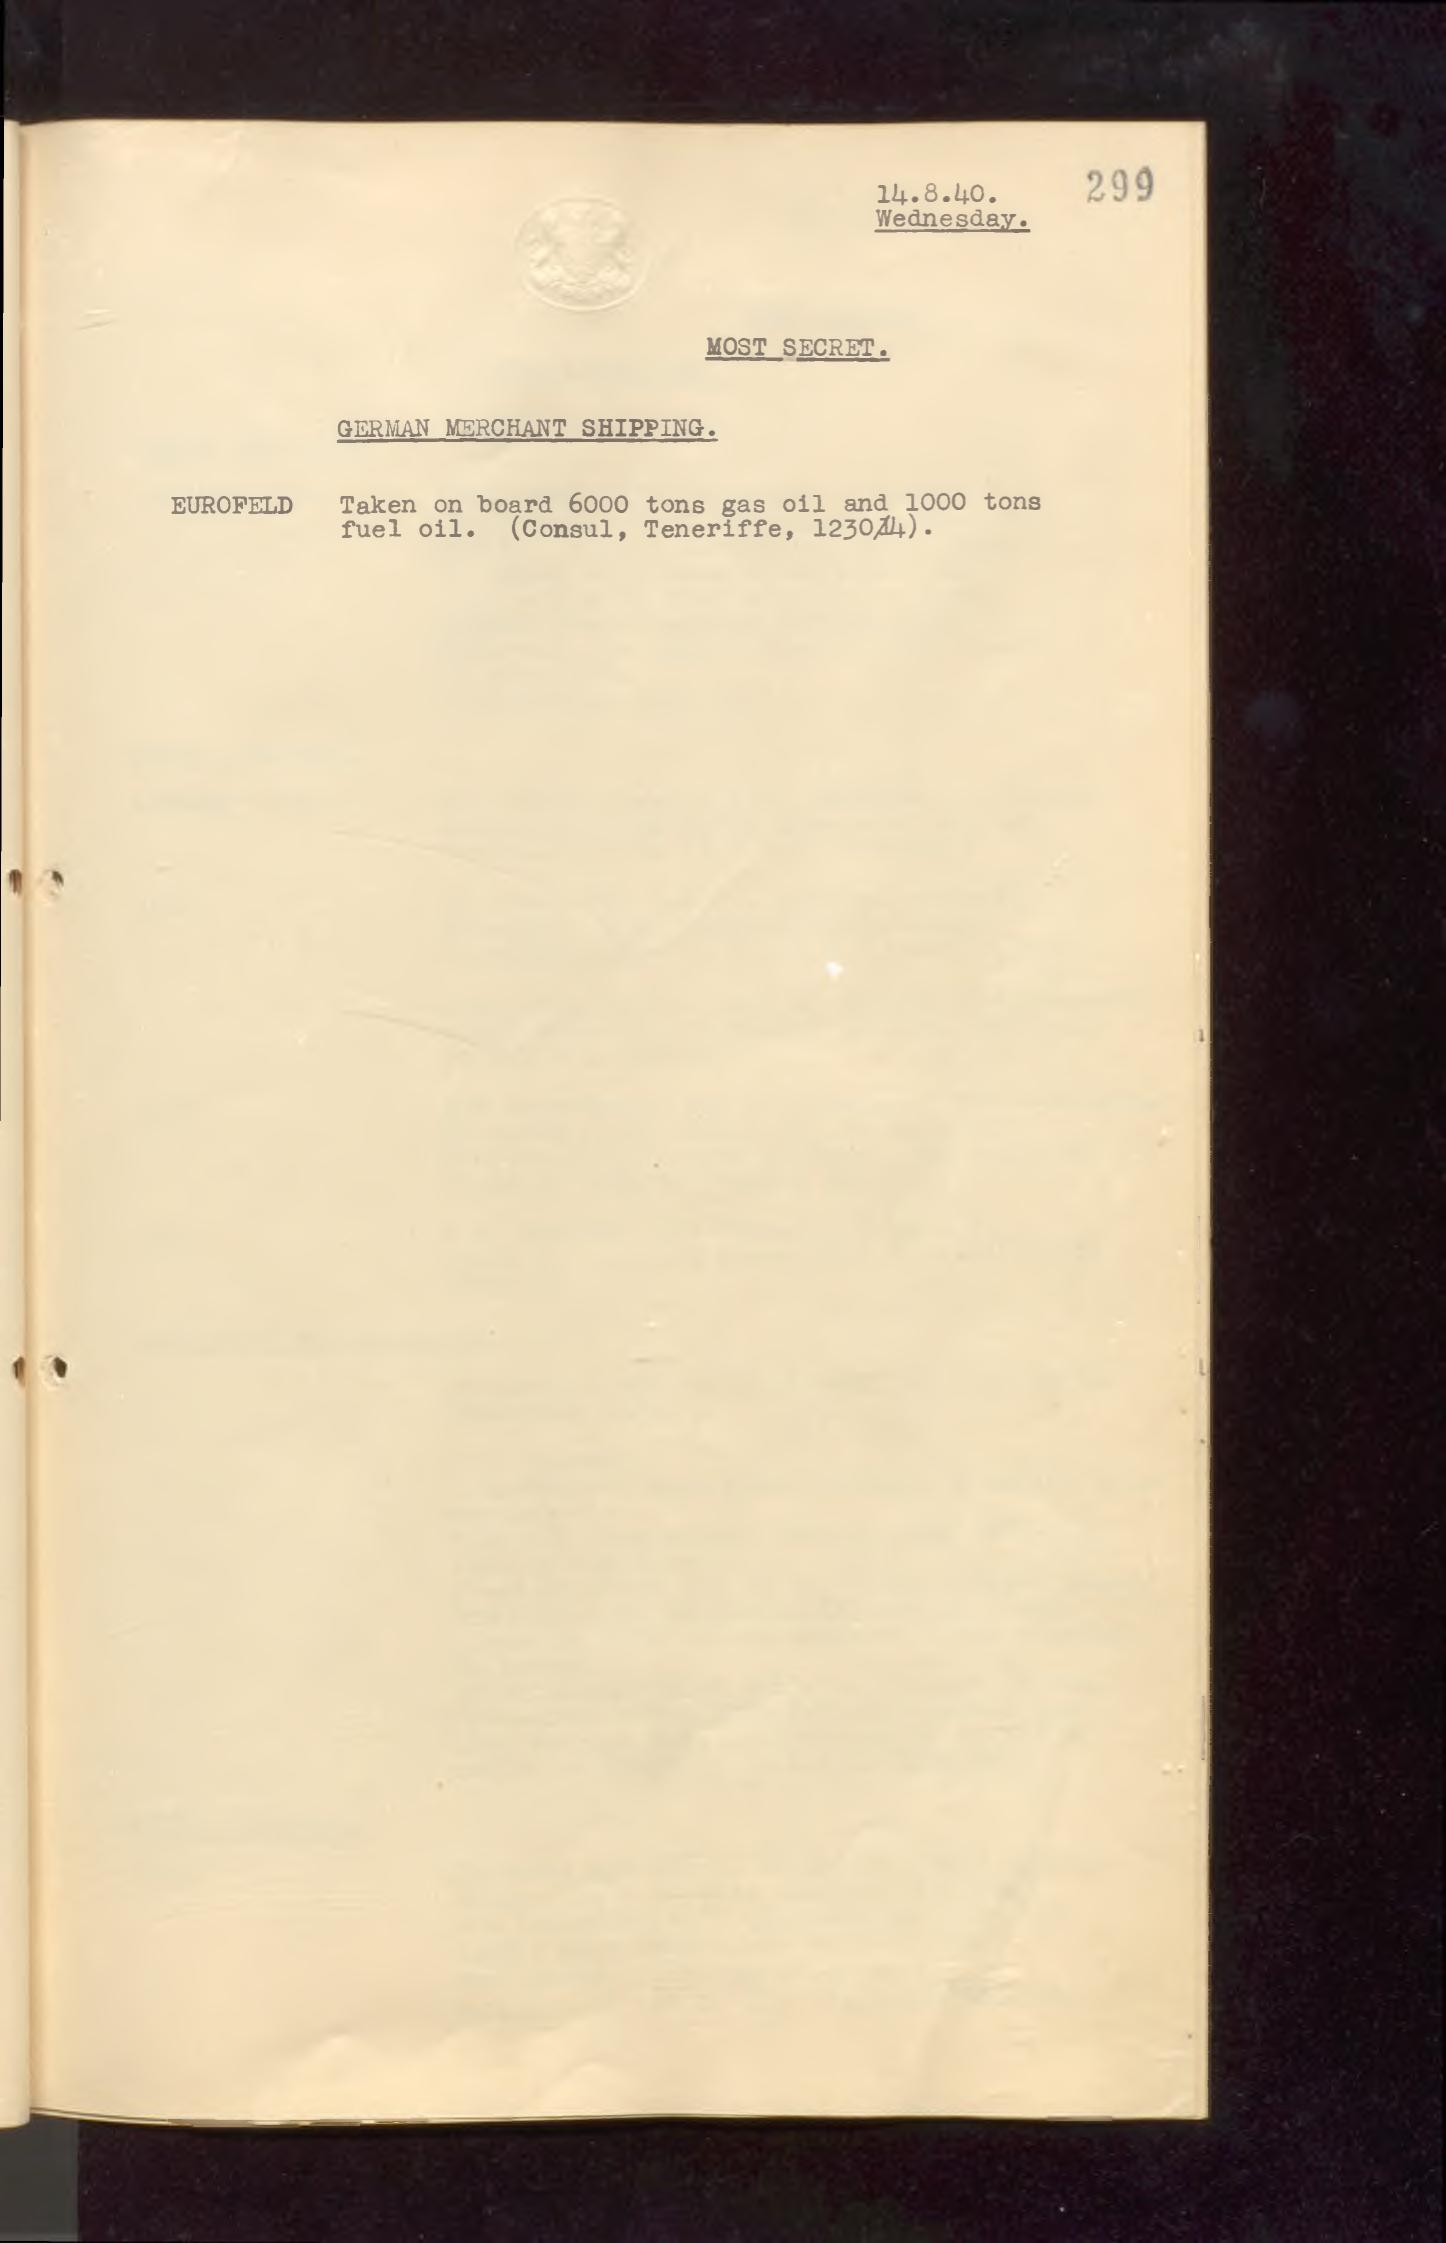 299
14.8.40.
Wednesday.
MOST SECRET.
GERMAN MERCHANT SHIPPING.
EUROFELD Taken on board 6000 tons gas oil and 1000 tons
fuel oil. (Consul, Teneriffe, 1230/14).